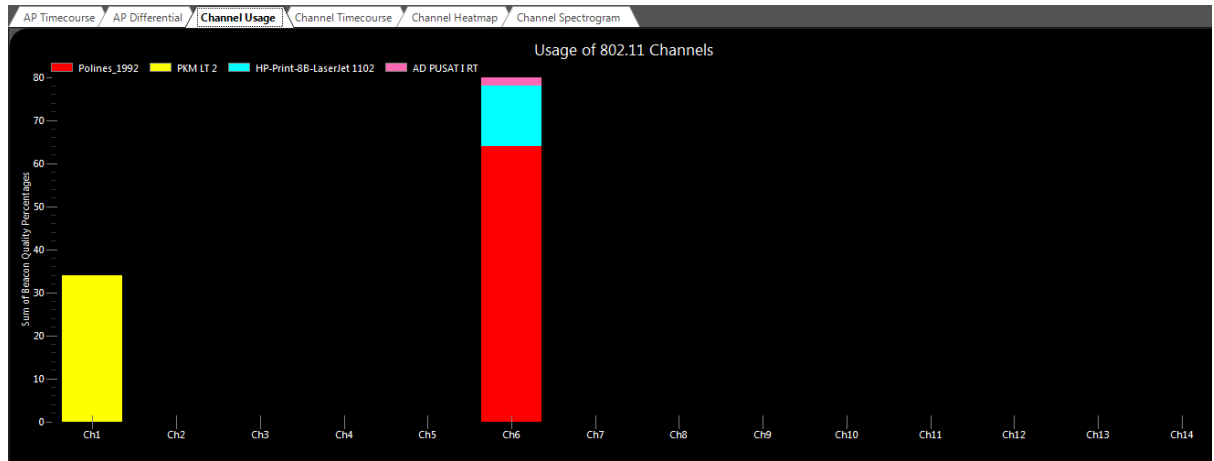 AP Timecourse AP Differential Channel Usage Channel Timecourse Channel Heatmap Channel Spectrogram
Usage of 802.11 Channels
Polines_1992 PKM LT 2 HP-Print-8B-LaserJet 1102 AD PUSAT I RT
Sum of Beacon Quality Percentages
80
70
60
50
40
30
20
10
0
Ch1 Ch2 Ch3 Ch4 Ch5 Ch6 Ch7 Ch8 Ch9 Ch10 Ch11 Ch12 Ch13 Ch14